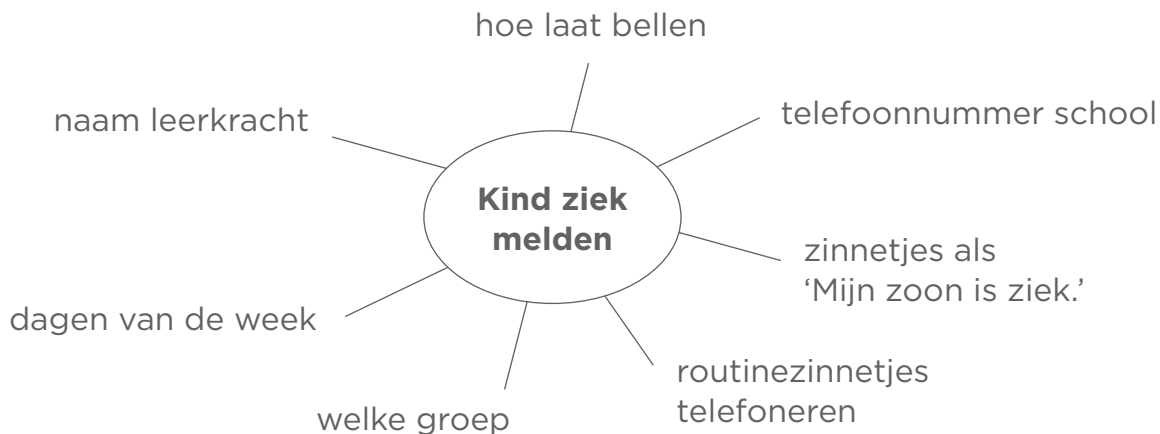 hoe laat bellen
naam leerkracht
telefoonnummer school
Kind ziek
melden
zinnetjes als
‘Mijn zoon is ziek.’
dagen van de week
routinezinnetjes
telefoneren
welke groep